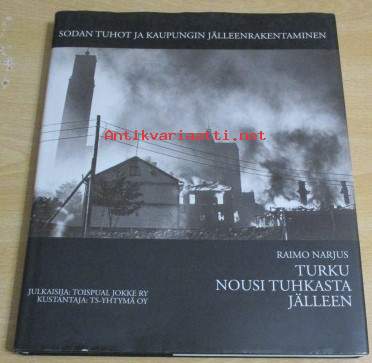 SODAN TUHOT JA KAUPUNGIN JÄLLEENRAKENTAMINEN
Antikvariaatti.net
RAIMO NARJUS
TURKU
NOUSI TUHKASTA
JÄLLEEN
JULKAISIJA: TOISPUAL JOKKE RY
KUSTANTAJA: TS-YHTYMÄ OY